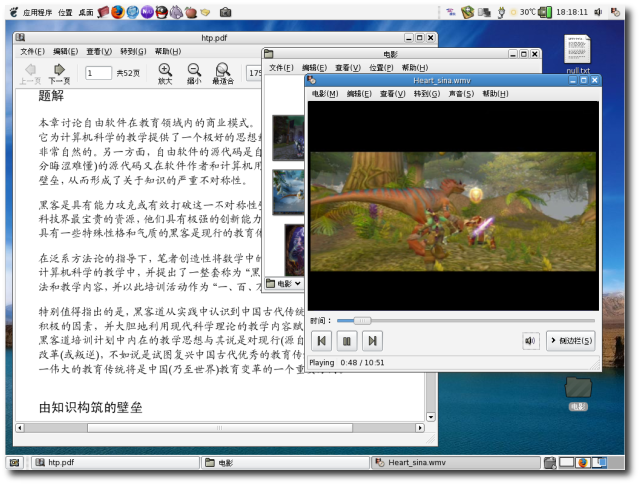 应用程序 位置 桌面
30℃
18:18:11
htp.pdf
文件(F) 编辑(E) 查看(V) 转到(G) 帮助(H)
上一页 下一页
1
共52页
放大 缩小 最适合
175
题解
本章讨论自由软件在教育领域内的商业模式。
它为计算机科学的教学提供了一个极好的思想
非常自然的。另一方面，自由软件的源代码是自
分晦涩难懂)的源代码又在软件作者和计算机用
壁垒，从而形成了关于知识的严重不对称性。
黑客是具有能力攻克或有效打破这一不对称性
科技界最宝贵的资源，他们具有极强的创新能力
具有一些特殊性格和气质的黑客是现行的教育
在泛系方法论的指导下，笔者创造性将数学中的
计算机科学的教学中，并提出了一整套称为“黑
法和教学内容，并以此培训活动作为“一、百、
特别值得指出的是，黑客道从实践中认识到中国古代传统
积极的因素，并大胆地利用现代科学理论的教学内容赋
黑客道培训计划中内在的教学思想与其说是对现行(源自
改革(或叛逆)，不如说是试图复兴中国古代优秀的教育传
一伟大的教育传统将是中国(乃至世界)教育变革的一个重
由知识构筑的壁垒
电影
文件(F) 编辑(E) 查看(V) 位置(P) 帮助(H)
电影
Heart_sina.wmv
电影(M) 编辑(E) 查看(V) 转到(G) 声音(S) 帮助(H)
时间：
侧边栏(S)
Playing 0:48 / 10:51
null.txt
电影
htp.pdf
电影
Heart_sina.wmv